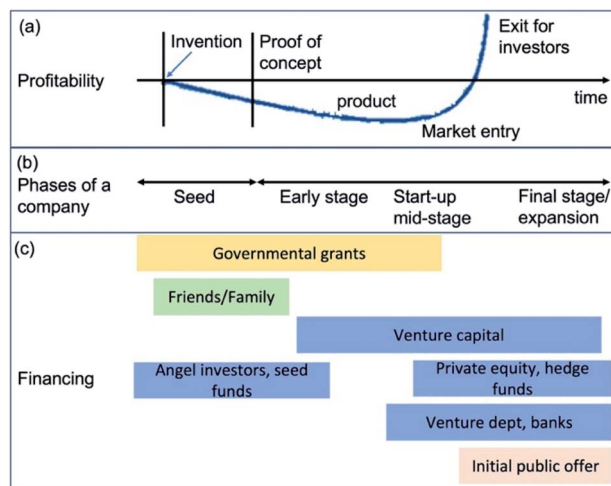 (a)
Invention
Proof of
concept
Exit for
investors
Profitability
product
time
Market entry
(b)
Phases of a
company
Seed
Early stage
Start-up
mid-stage
Final stage/
expansion
(c)
Governmental grants
Friends/Family
Venture capital
Financing
Angel investors, seed
funds
Private equity, hedge
funds
Venture dept, banks
Initial public offer